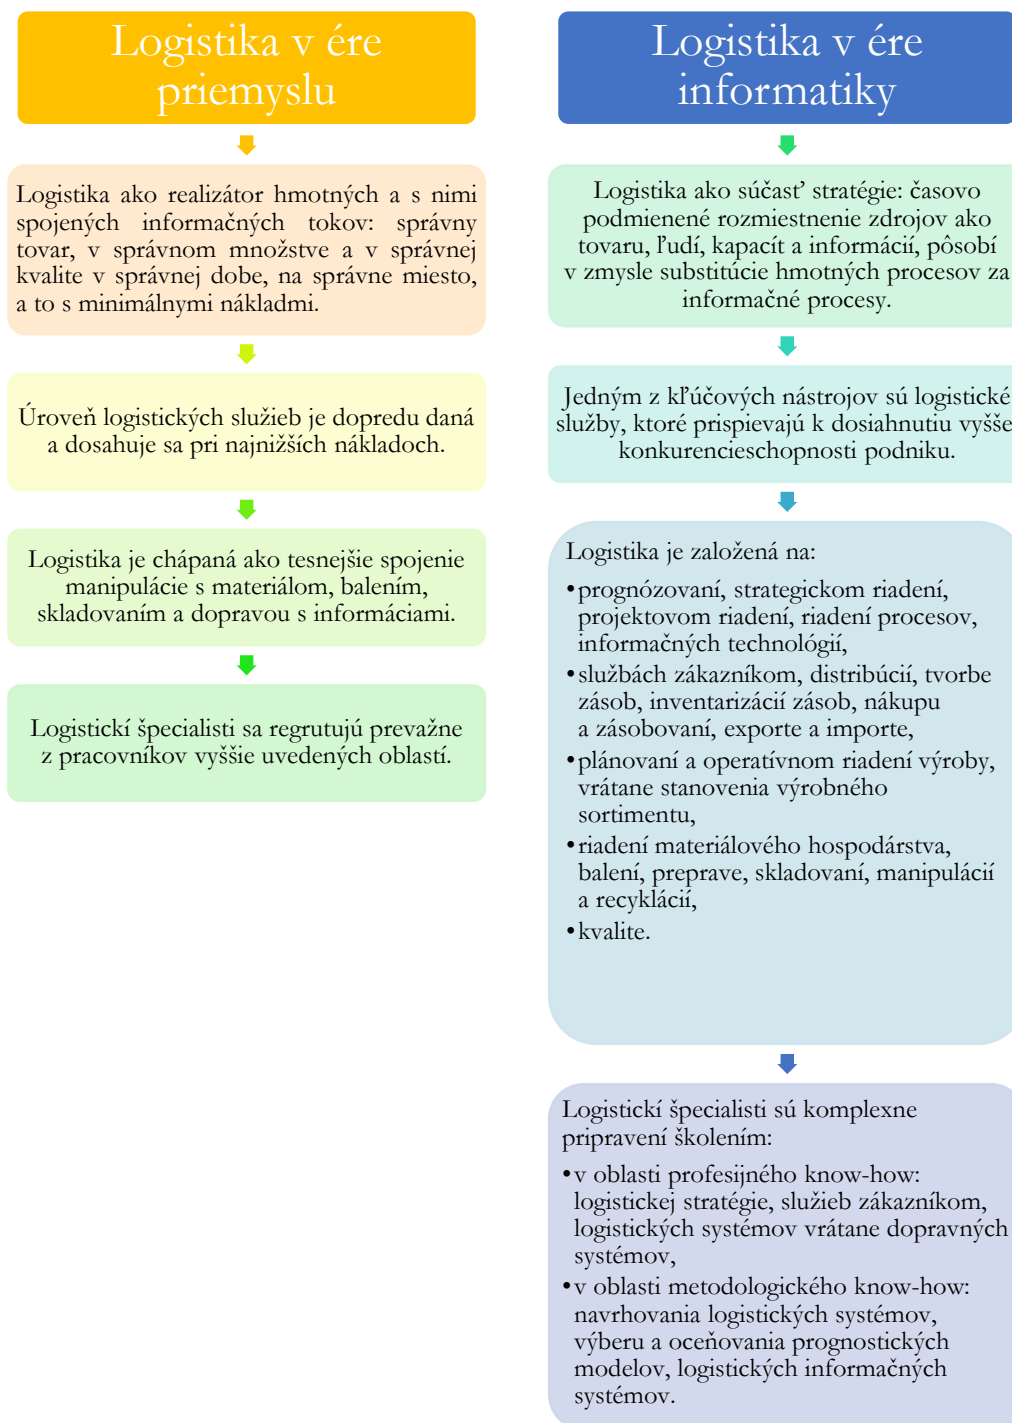 Logistika v ére
priemyslu
Logistika ako realizátor hmotných a s nimi
spojených informačných tokov: správny
tovar, v správnom množstve a v správnej
kvalite v správnej dobe, na správne miesto,
a to s minimálnymi nákladmi.
Úroveň logistických služieb je dopredu daná
a dosahuje sa pri najnižších nákladoch.
Logistika je chápaná ako tesnejšie spojenie
manipulácie s materiálom, balením,
skladovaním a dopravou s informáciami.
Logistickí špecialisti sa regrutujú prevažne
z pracovníkov vyššie uvedených oblastí.
Logistika v ére
informatiky
Logistika ako súčasť stratégie: časovo
podmienené rozmiestnenie zdrojov ako
tovaru, ľudí, kapacít a informácií, pôsobí
v zmysle substitúcie hmotných procesov za
informačné procesy.
Jedným z kľúčových nástrojov sú logistické
služby, ktoré prispievajú k dosiahnutiu vyšše
konkurencieschopnosti podniku.
Logistika je založená na:
•prognózovaní, strategickom riadení,
projektovom riadení, riadení procesov,
informačných technológií,
•službách zákazníkom, distribúcií, tvorbe
zásob, inventarizácií zásob, nákupu
a zásobovaní, exporte a importe,
•plánovaní a operatívnom riadení výroby,
vrátane stanovenia výrobného
sortimentu,
•riadení materiálového hospodárstva,
balení, preprave, skladovaní, manipulácií
a recyklácií,
•kvalite.
Logistickí špecialisti sú komplexne
pripravení školením:
•v oblasti profesijného know-how:
logistickej stratégie, služieb zákazníkom,
logistických systémov vrátane dopravných
systémov,
•v oblasti metodologického know-how:
navrhovania logistických systémov,
výberu a oceňovania prognostických
modelov, logistických informačných
systémov.